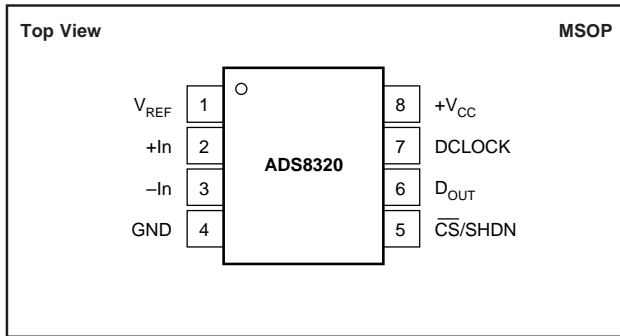 Top View MSOP
V_REF 1 8 +V_CC
+In 2 7 DCLOCK
ADS8320
–In 3 6 D_OUT
GND 4 5 C̅S̅/SHDN